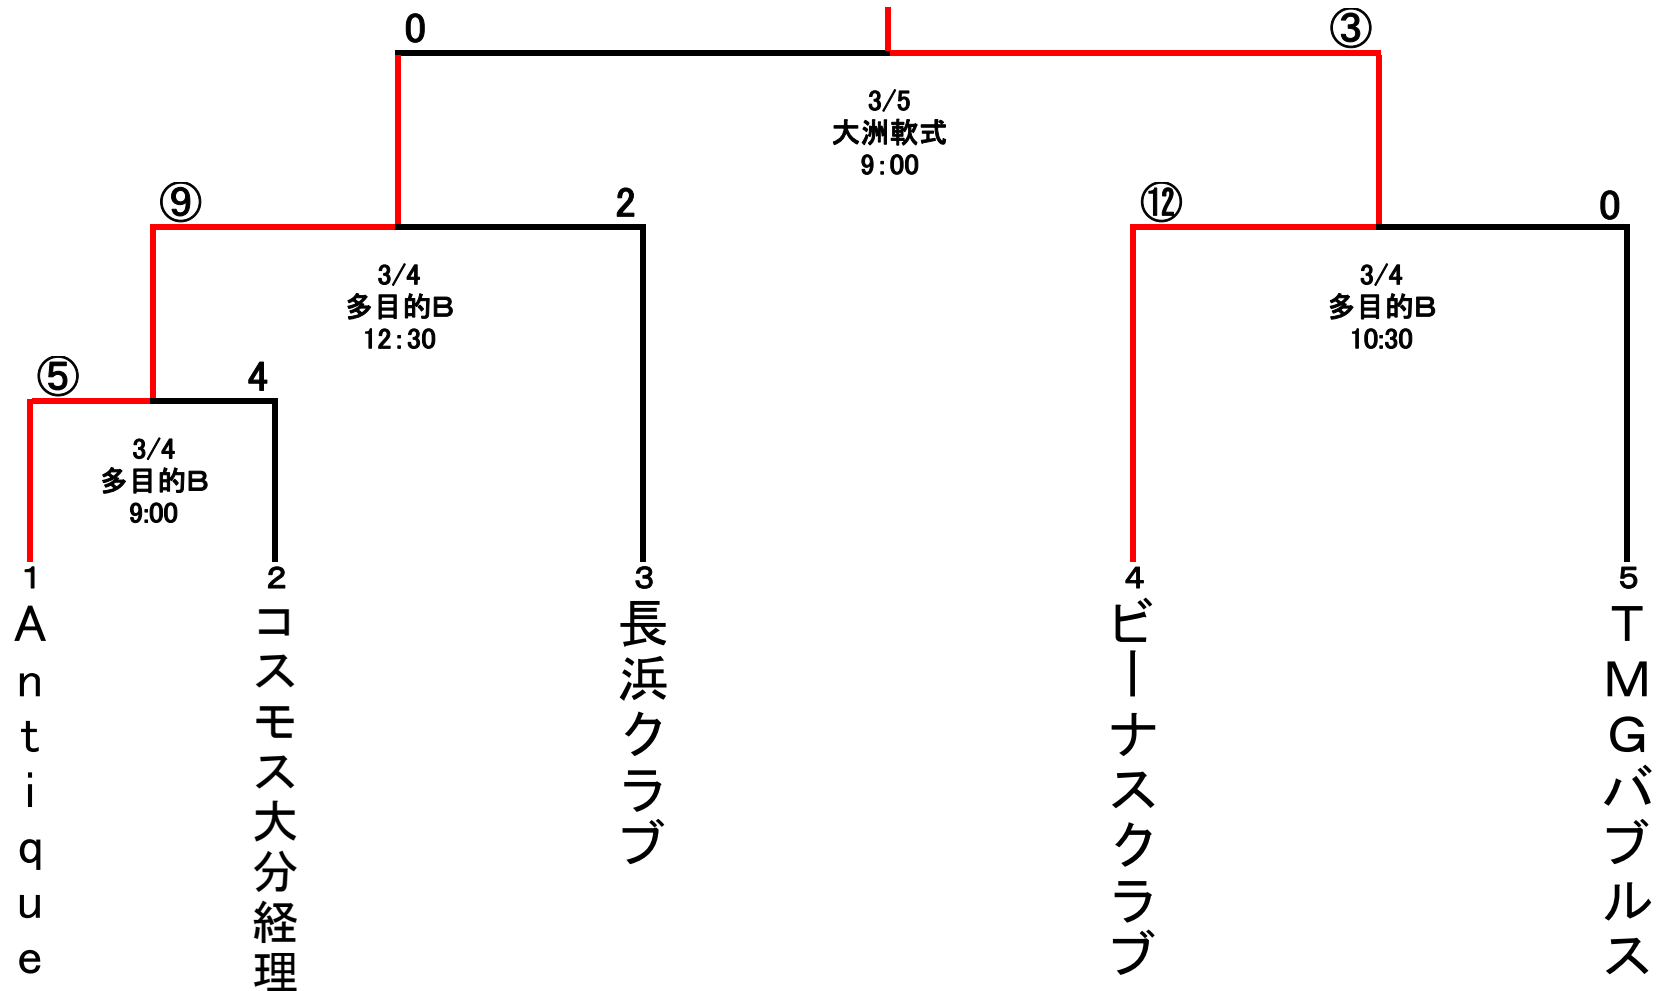 0
③
3/5
大洲軟式
9:00
⑨
2
⑫
0
3/4
多目的B
12:30
3/4
多目的B
10:30
⑤
4
3/4
多目的B
9:00
1
2
3
4
5
Antique
コスモス大分経理
長浜クラブ
ビーナスクラブ
TMGバブルス